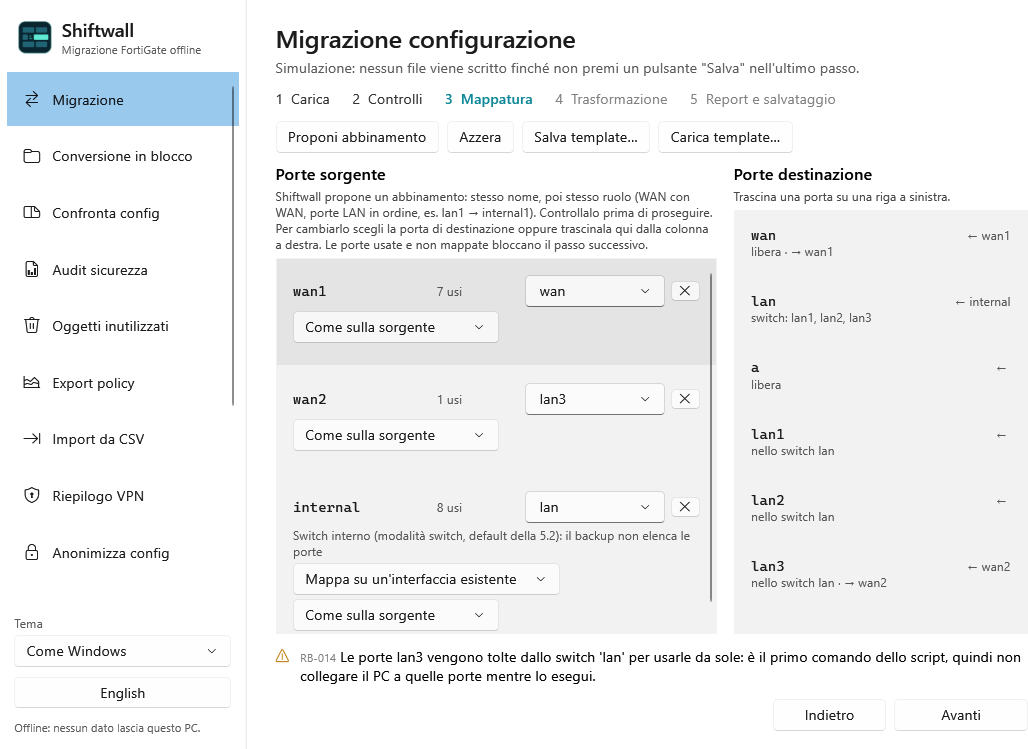 Shiftwall
Migrazione FortiGate offline
Migrazione
Conversione in blocco
Confronta config
Audit sicurezza
Oggetti inutilizzati
Export policy
Import da CSV
Riepilogo VPN
Anonimizza config
Tema
Come Windows
English
Offline: nessun dato lascia questo PC.
Migrazione configurazione
Simulazione: nessun file viene scritto finché non premi un pulsante "Salva" nell'ultimo passo.
1 Carica 2 Controlli 3 Mappatura 4 Trasformazione 5 Report e salvataggio
Proponi abbinamento Azzera Salva template... Carica template...
Porte sorgente
Shiftwall propone un abbinamento: stesso nome, poi stesso ruolo (WAN con
WAN, porte LAN in ordine, es. lan1 → internal1). Controllalo prima di proseguire.
Per cambiarlo scegli la porta di destinazione oppure trascinala qui dalla colonna
a destra. Le porte usate e non mappate bloccano il passo successivo.
wan1 7 usi wan
Come sulla sorgente
wan2 1 usi lan3
Come sulla sorgente
internal 8 usi lan
Switch interno (modalità switch, default della 5.2): il backup non elenca le
porte
Mappa su un'interfaccia esistente
Come sulla sorgente
Porte destinazione
Trascina una porta su una riga a sinistra.
wan ← wan1
libera · → wan1
lan ← internal
switch: lan1, lan2, lan3
a ←
libera
lan1 ←
nello switch lan
lan2 ←
nello switch lan
lan3 ← wan2
nello switch lan · → wan2
RB-014 Le porte lan3 vengono tolte dallo switch 'lan' per usarle da sole: è il primo comando dello script, quindi non
collegare il PC a quelle porte mentre lo esegui.
Indietro Avanti